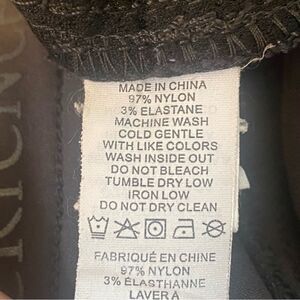 MADE IN CHINA
97% NYLON
3% ELASTANE
MACHINE WASH
COLD GENTLE
WITH LIKE COLORS
WASH INSIDE OUT
DO NOT BLEACH
TUMBLE DRY LOW
IRON LOW
DO NOT DRY CLEAN
FABRIQUÉ EN CHINE
97% NYLON
3% ÉLASTHANNE
LAVER À